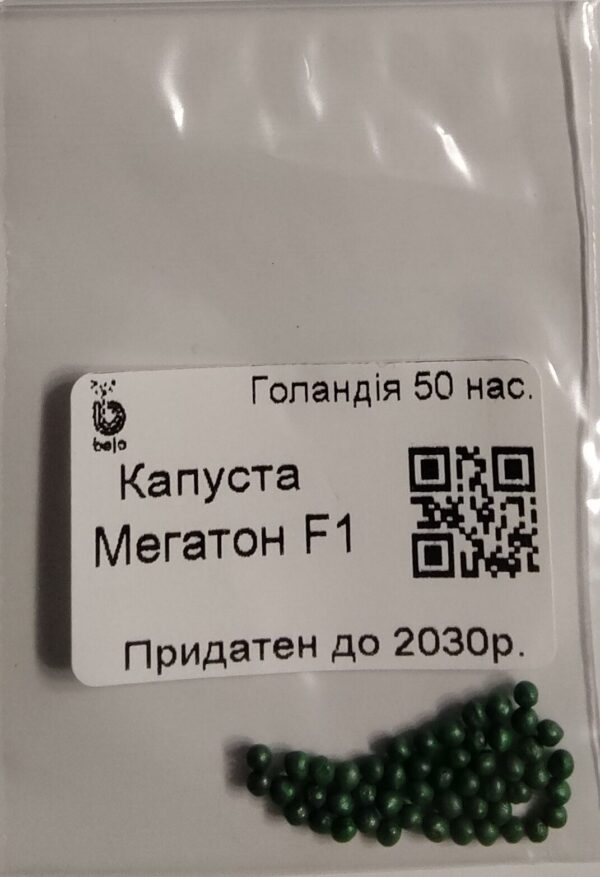 Голандія 50 нас.
bejo
Капуста
Мегатон F1
Придатен до 2030р.